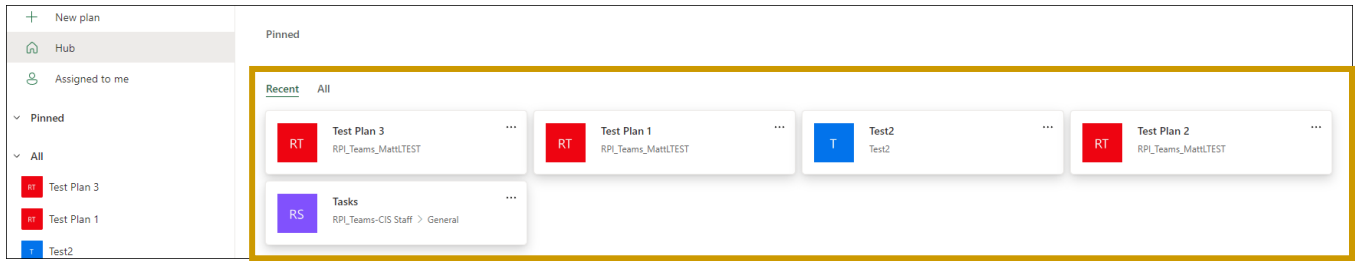 New plan
Hub
Assigned to me
Pinned
All
RT Test Plan 3
RT Test Plan 1
T Test2
Pinned
Recent All
RT
Test Plan 3
RPI_Teams_MattLTEST
RT
Test Plan 1
RPI_Teams_MattLTEST
T
Test2
Test2
RT
Test Plan 2
RPI_Teams_MattLTEST
RS
Tasks
RPI_Teams-CIS Staff > General